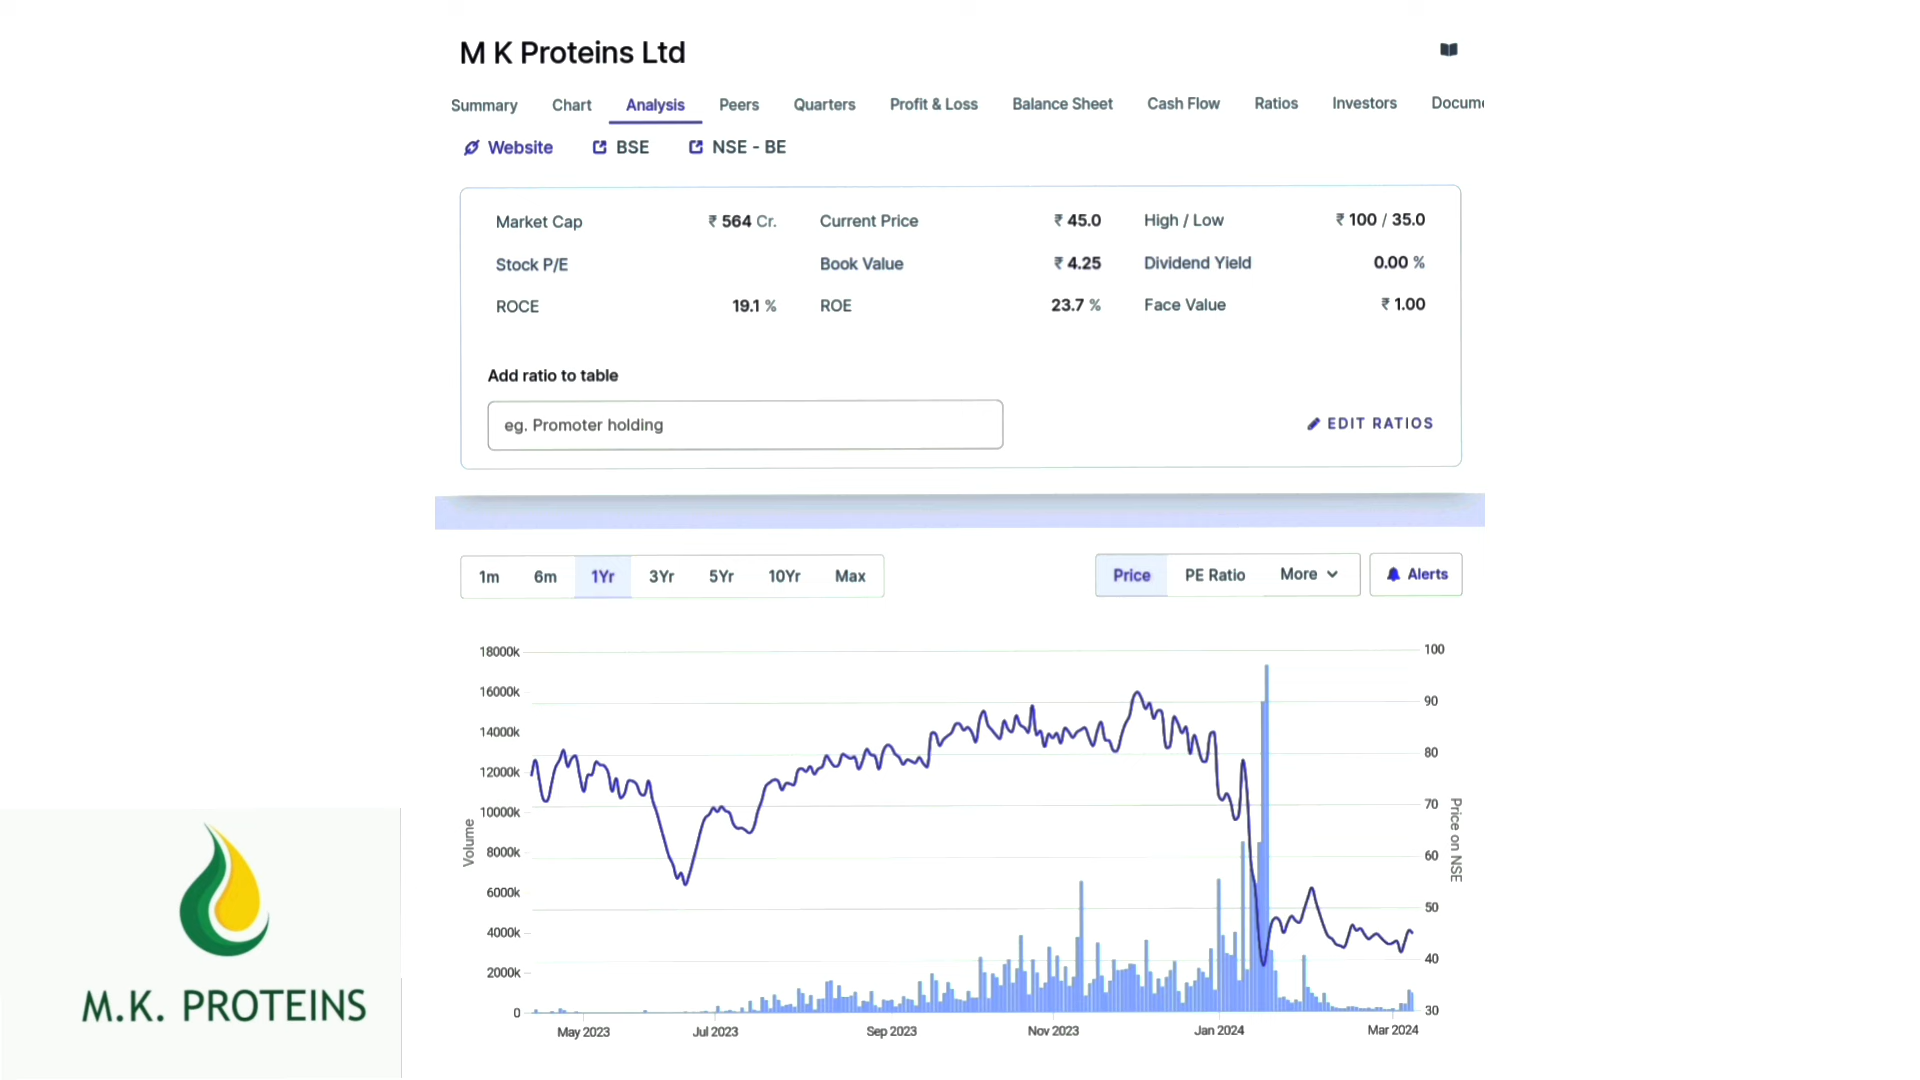 M K Proteins Ltd
Summary Chart Analysis Peers Quarters Profit & Loss Balance Sheet Cash Flow Ratios Investors Docume
Website BSE NSE - BE
Market Cap ₹ 564 Cr. Current Price ₹ 45.0 High / Low ₹ 100 / 35.0
Stock P/E Book Value ₹ 4.25 Dividend Yield 0.00 %
ROCE 19.1 % ROE 23.7 % Face Value ₹ 1.00
Add ratio to table
eg. Promoter holding EDIT RATIOS
1m 6m 1Yr 3Yr 5Yr 10Yr Max Price PE Ratio More Alerts
18000k 100
16000k 90
14000k 80
12000k
10000k 70
8000k 60
6000k 50
4000k 40
2000k
0 30
Volume
Price on NSE
May 2023 Jul 2023 Sep 2023 Nov 2023 Jan 2024 Mar 2024
M.K. PROTEINS